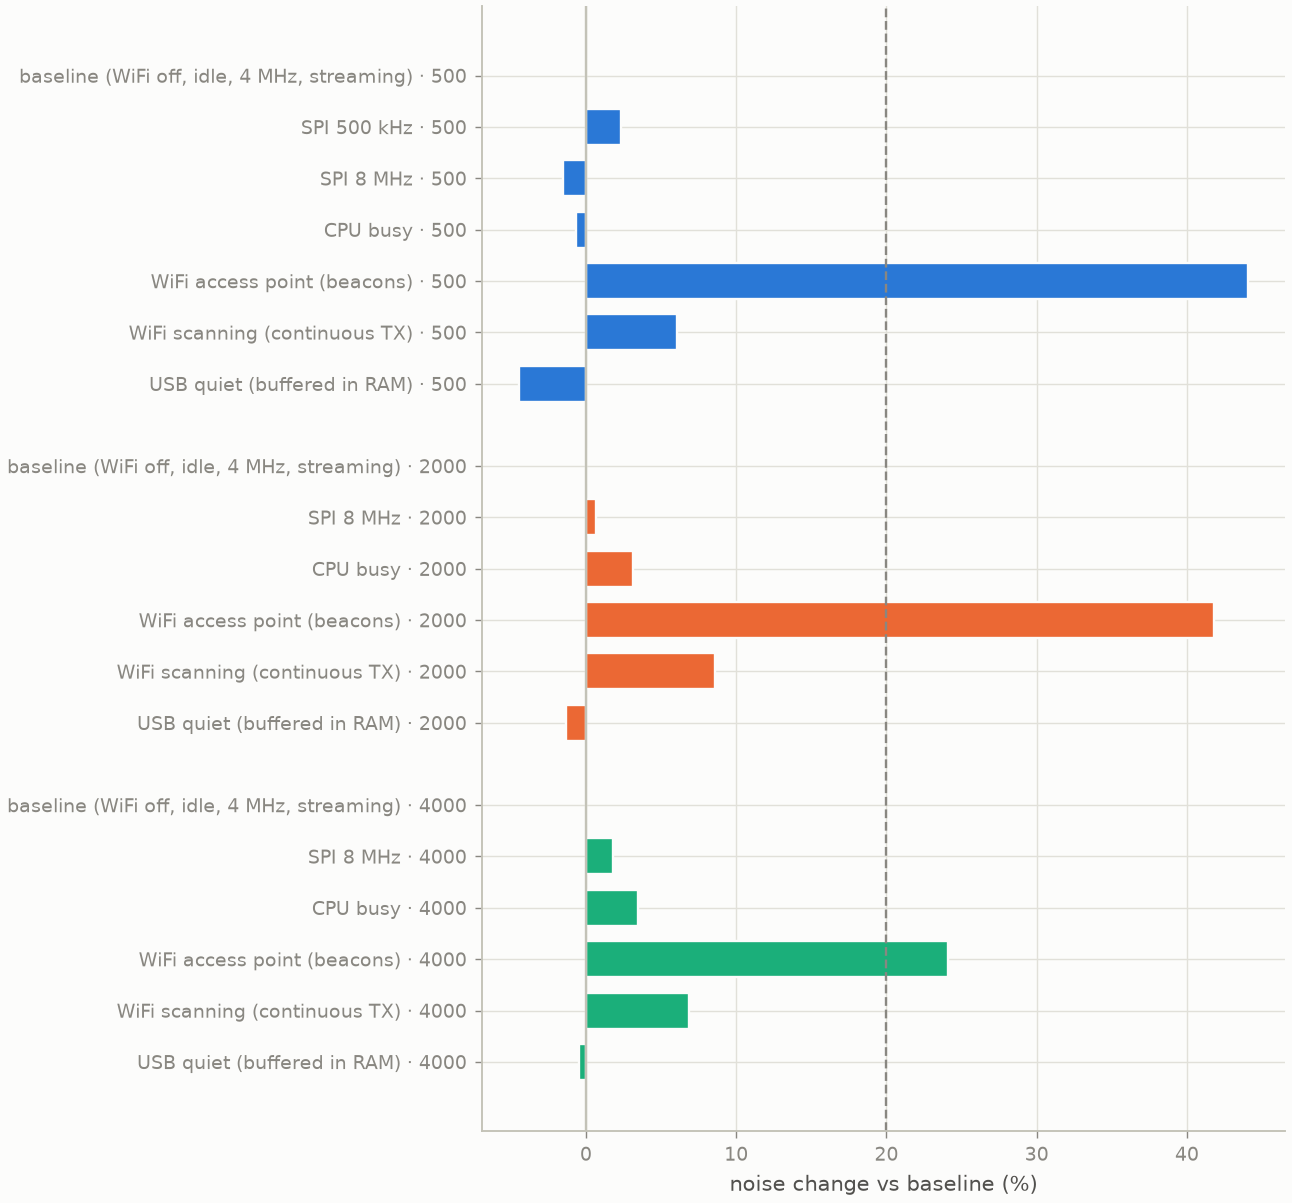 baseline (WiFi off, idle, 4 MHz, streaming) · 500
SPI 500 kHz · 500
SPI 8 MHz · 500
CPU busy · 500
WiFi access point (beacons) · 500
WiFi scanning (continuous TX) · 500
USB quiet (buffered in RAM) · 500
baseline (WiFi off, idle, 4 MHz, streaming) · 2000
SPI 8 MHz · 2000
CPU busy · 2000
WiFi access point (beacons) · 2000
WiFi scanning (continuous TX) · 2000
USB quiet (buffered in RAM) · 2000
baseline (WiFi off, idle, 4 MHz, streaming) · 4000
SPI 8 MHz · 4000
CPU busy · 4000
WiFi access point (beacons) · 4000
WiFi scanning (continuous TX) · 4000
USB quiet (buffered in RAM) · 4000
0 10 20 30 40
noise change vs baseline (%)